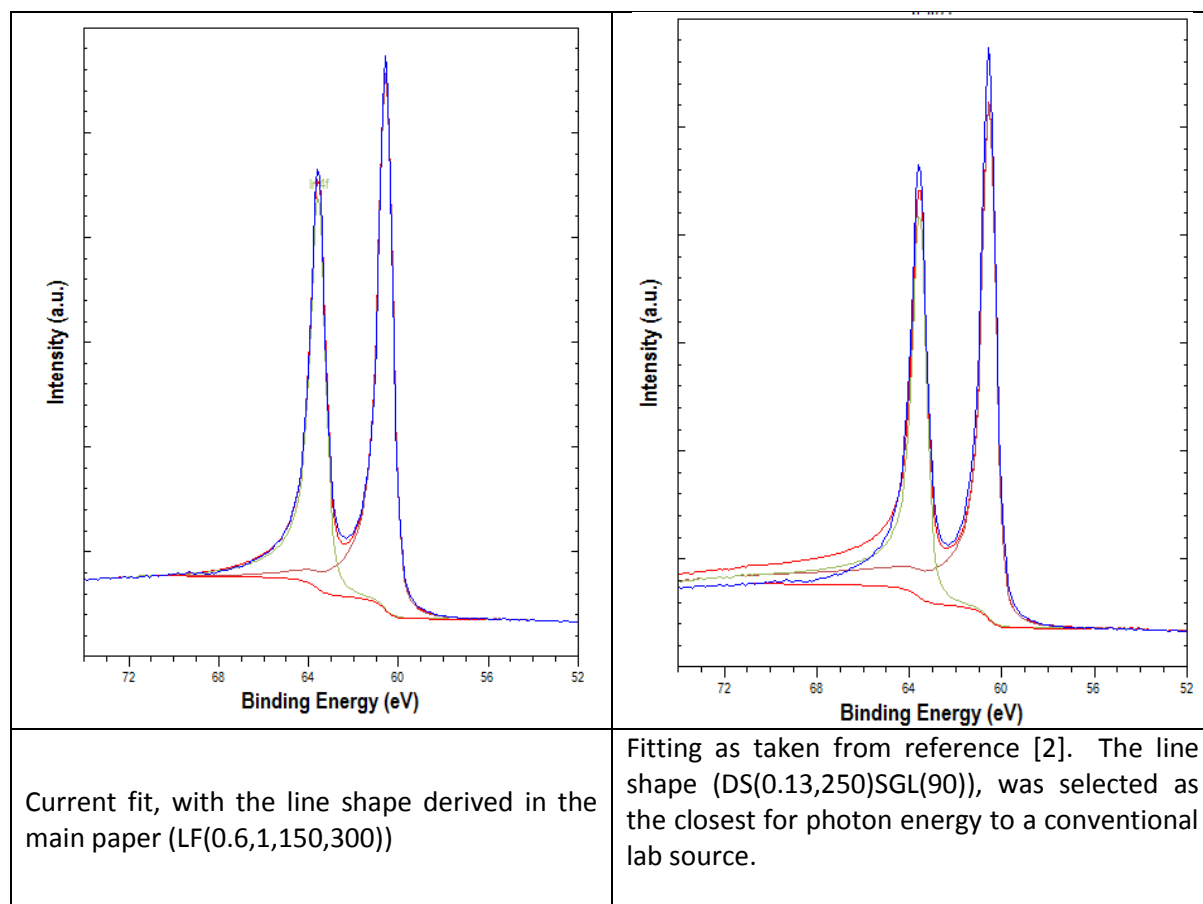 Intensity (a.u.)
72
68
64
60
56
52
Binding Energy (eV)
Intensity (a.u.)
72
68
64
60
56
52
Binding Energy (eV)
Current fit, with the line shape derived in the
main paper (LF(0.6,1,150,300))
Fitting as taken from reference [2]. The line
shape (DS(0.13,250)SGL(90)), was selected as
the closest for photon energy to a conventional
lab source.